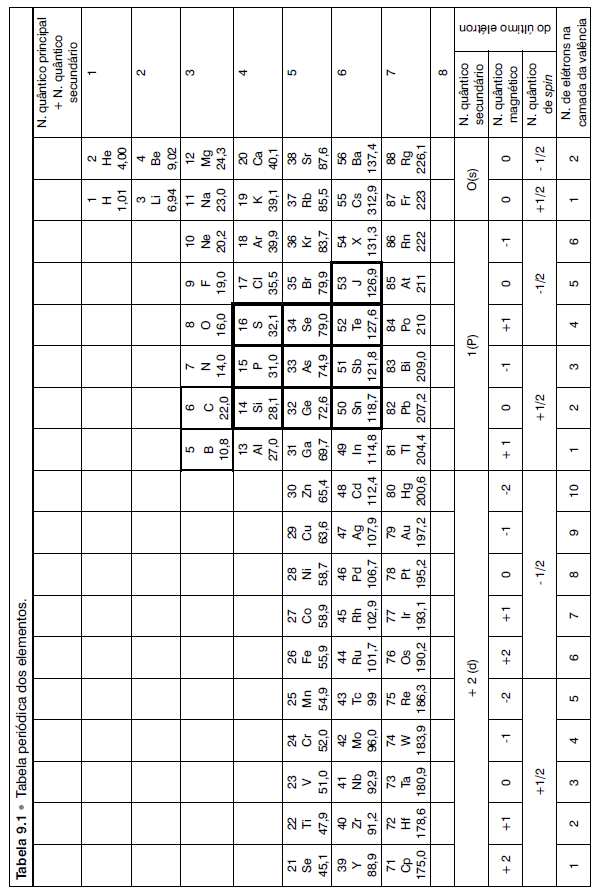 Tabela 9.1 • Tabela periódica dos elementos.
N. quântico principal
+ N. quântico
secundário
1 2
H He 1
1,01 4,00
3 4
Li Be 2
6,94 9,02
5 6 7 8 9 10 11 12
B C N O F Ne Na Mg 3
10,8 22,0 14,0 16,0 19,0 20,2 23,0 24,3
13 14 15 16 17 18 19 20
Al Si P S Cl Ar K Ca 4
27,0 28,1 31,0 32,1 35,5 39,9 39,1 40,1
21 22 23 24 25 26 27 28 29 30 31 32 33 34 35 36 37 38
Se Ti V Cr Mn Fe Co Ni Cu Zn Ga Ge As Se Br Kr Rb Sr 5
45,1 47,9 51,0 52,0 54,9 55,9 58,9 58,7 63,6 65,4 69,7 72,6 74,9 79,0 79,9 83,7 85,5 87,6
39 40 41 42 43 44 45 46 47 48 49 50 51 52 53 54 55 56
Y Zr Nb Mo Tc Ru Rh Pd Ag Cd In Sn Sb Te J X Cs Ba 6
88,9 91,2 92,9 96,0 99 101,7 102,9 106,7 107,9 112,4 114,8 118,7 121,8 127,6 126,9 131,3 312,9 137,4
71 72 73 74 75 76 77 78 79 80 81 82 83 84 85 86 87 88
Cp Hf Ta W Re Os Ir Pt Au Hg Tl Pb Bi Po At Rn Fr Rg 7
175,0 178,6 180,9 183,9 186,3 190,2 193,1 195,2 197,2 200,6 204,4 207,2 209,0 210 211 222 223 226,1
8
+ 2 (d) 1(P) O(s) N. quântico
secundário
do último elétron
+ 2 +1 0 -1 -2 +2 +1 0 -1 -2 + 1 0 -1 +1 0 -1 0 0 N. quântico
magnético
+1/2 - 1/2 +1/2 -1/2 +1/2 - 1/2 N. quântico
de spin
1 2 3 4 5 6 7 8 9 10 1 2 3 4 5 6 1 2 N. de elétrons na
camada da valência